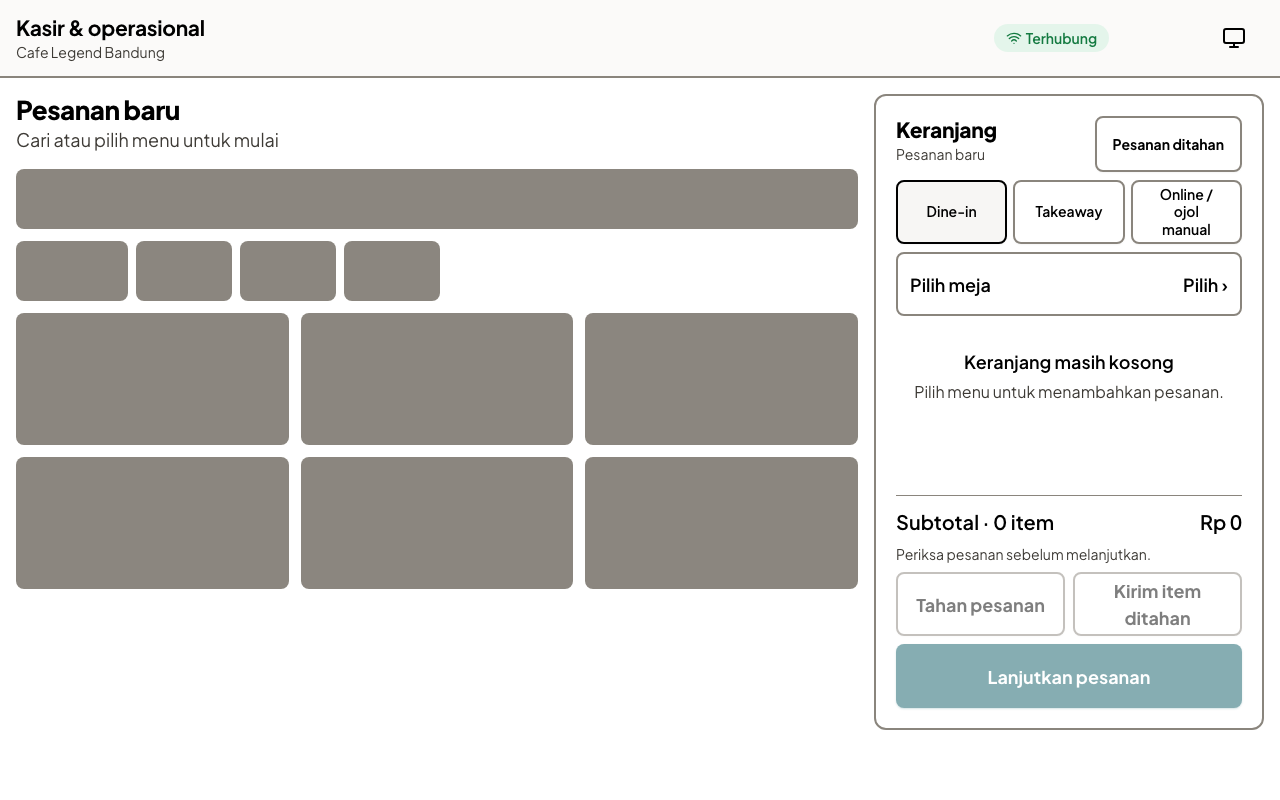 Kasir & operasional
Cafe Legend Bandung
Terhubung
Pesanan baru
Cari atau pilih menu untuk mulai
Keranjang
Pesanan baru
Pesanan ditahan
Dine-in
Takeaway
Online /
ojol
manual
Pilih meja
Pilih ›
Keranjang masih kosong
Pilih menu untuk menambahkan pesanan.
Subtotal · 0 item
Rp 0
Periksa pesanan sebelum melanjutkan.
Tahan pesanan
Kirim item
ditahan
Lanjutkan pesanan